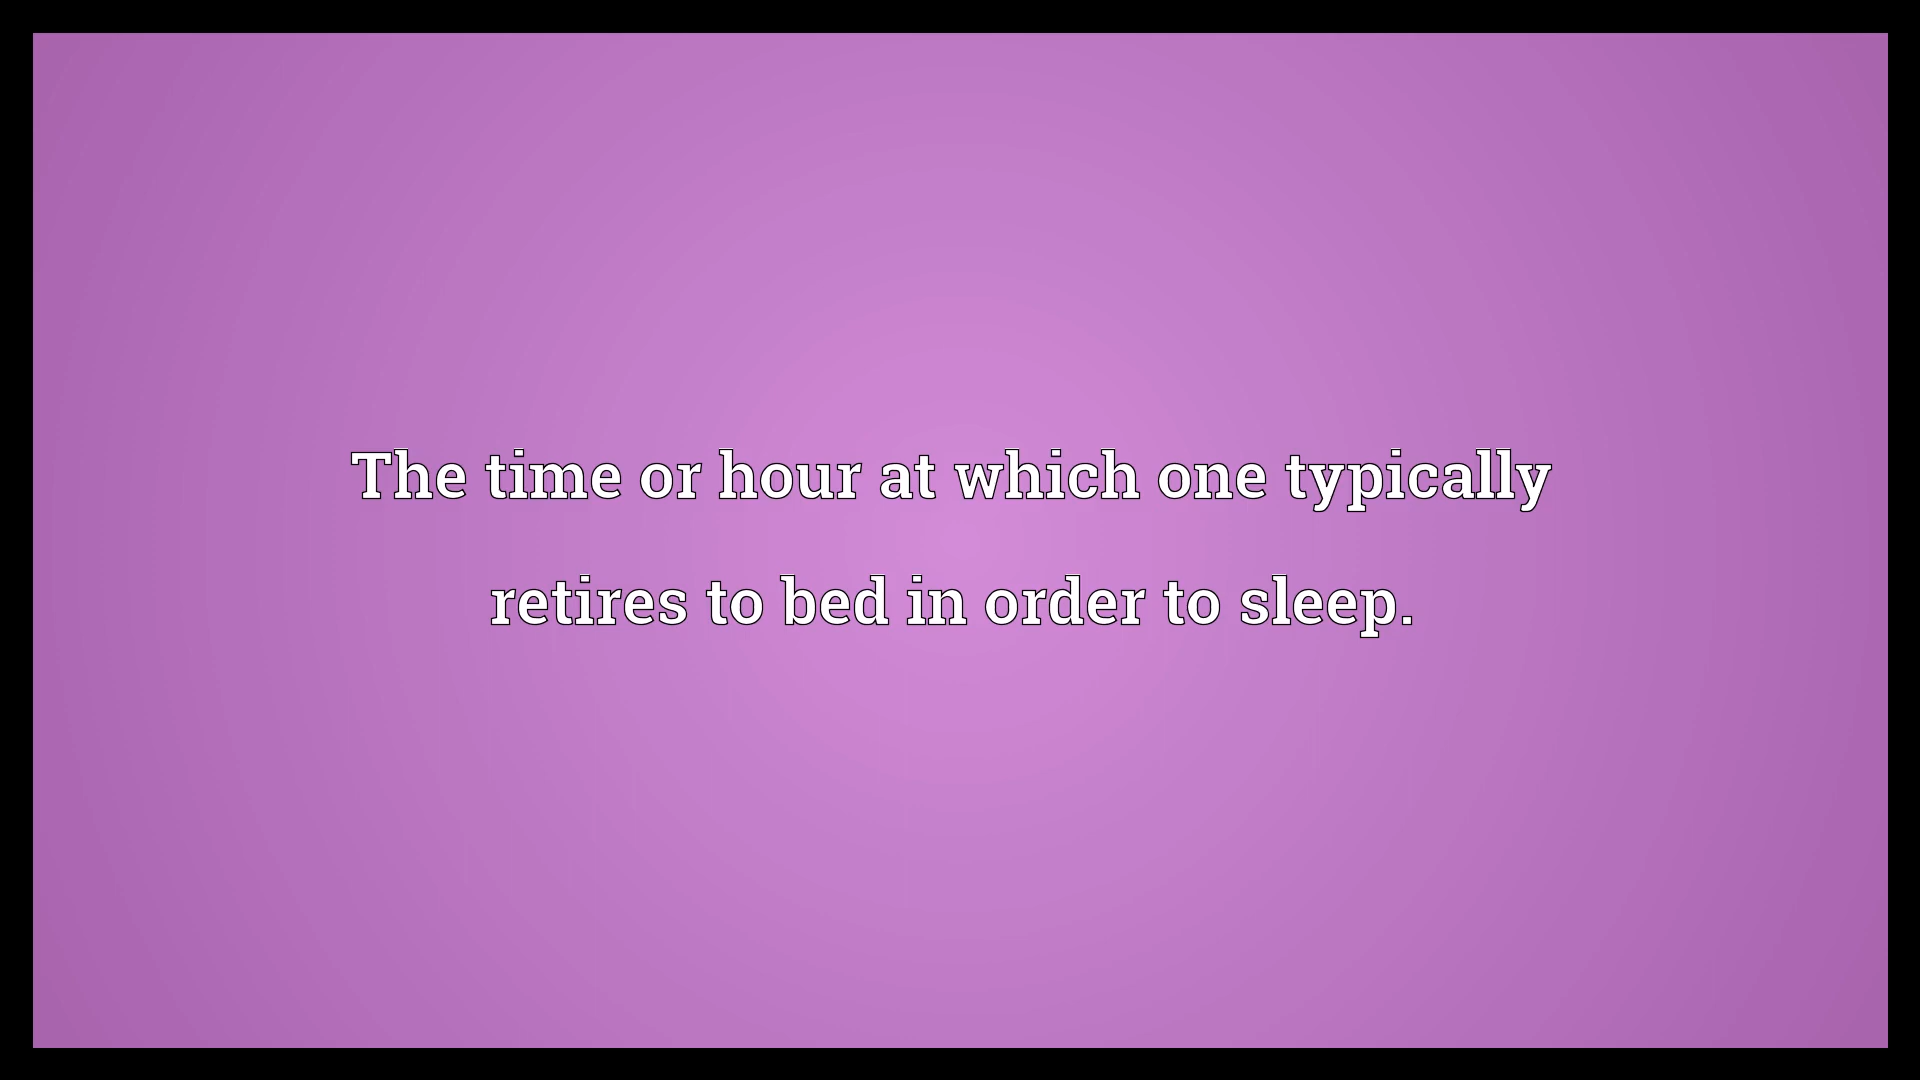 The time or hour at which one typically
retires to bed in order to sleep.